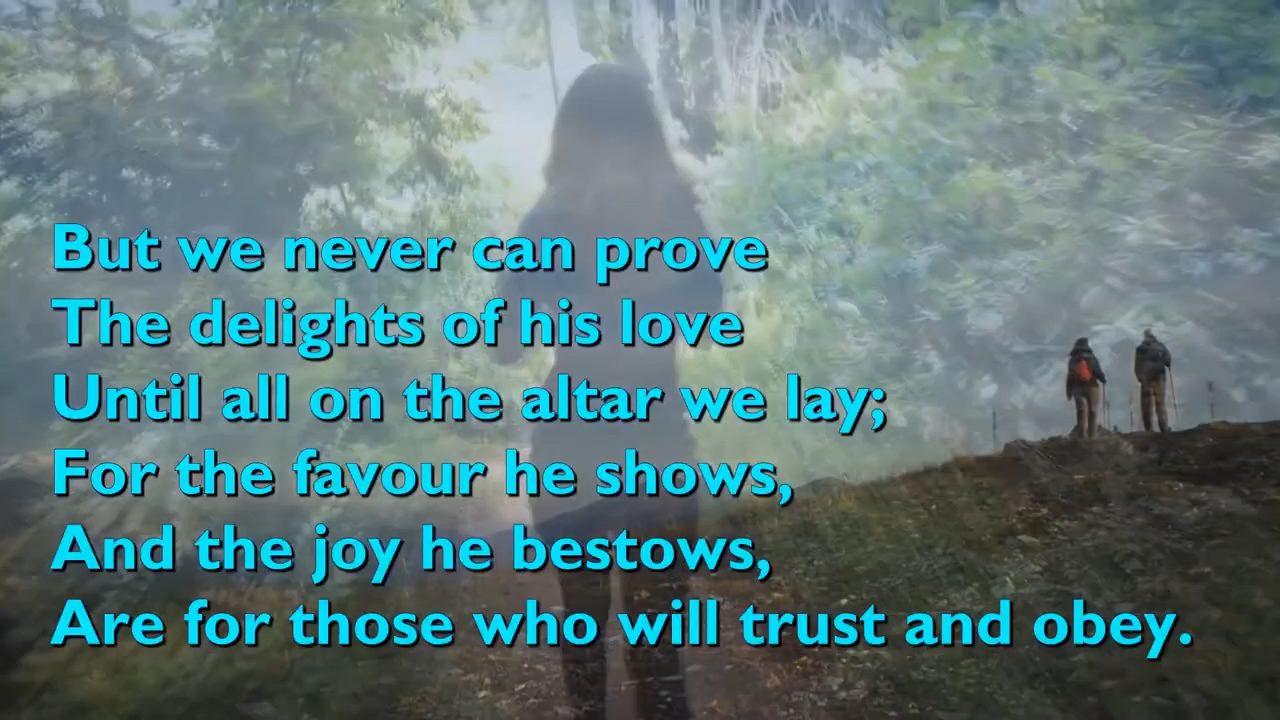 But we never can prove
The delights of his love
Until all on the altar we lay;
For the favour he shows,
And the joy he bestows,
Are for those who will trust and obey.